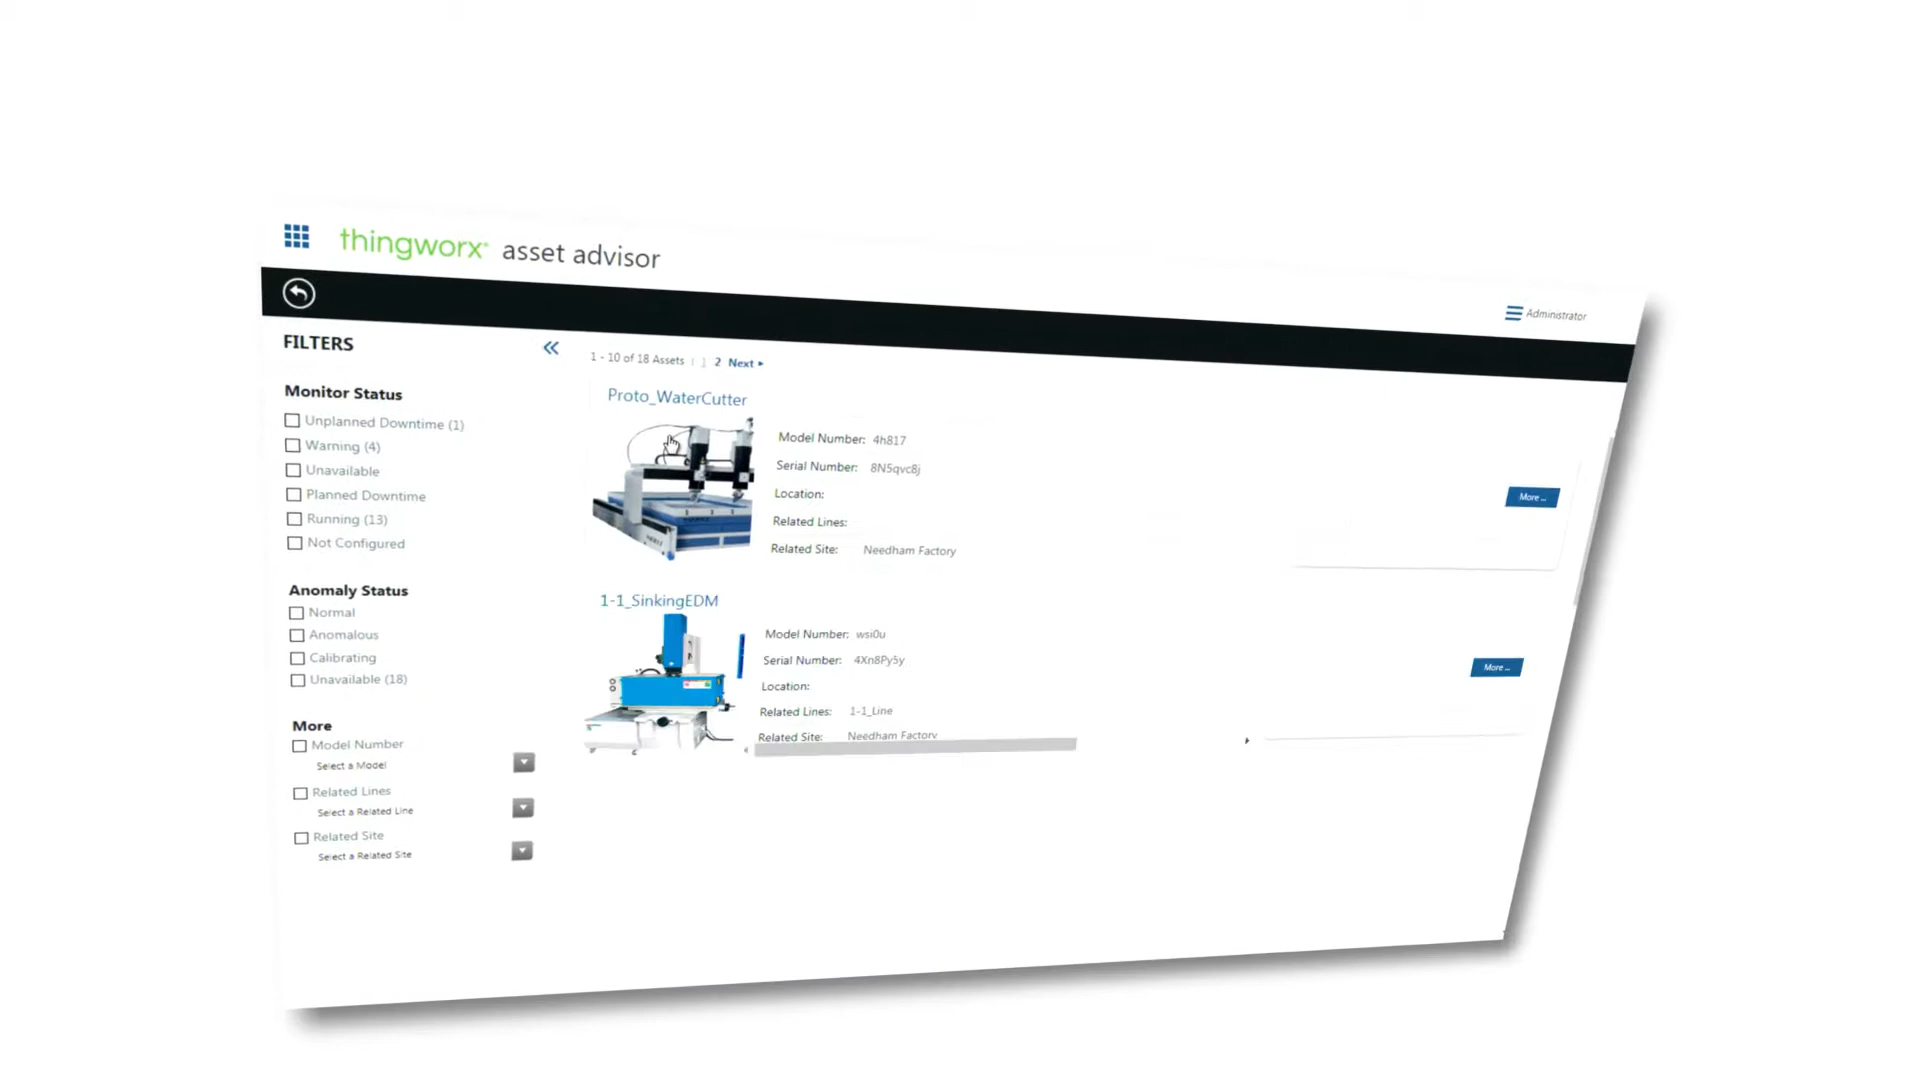 thingworx® asset advisor
Administrator
FILTERS
1 - 10 of 18 Assets | 1 2 Next
Monitor Status
Unplanned Downtime (1)
Warning (4)
Unavailable
Planned Downtime
Running (13)
Not Configured
Anomaly Status
Normal
Anomalous
Calibrating
Unavailable (18)
More
Model Number
Select a Model
Related Lines
Select a Related Line
Related Site
Select a Related Site
Proto_WaterCutter
Model Number: 4h817
Serial Number: 8N5qvc8j
Location:
Related Lines:
Related Site: Needham Factory
More ...
1-1_SinkingEDM
Model Number: wsi0u
Serial Number: 4Xn8Py5y
Location:
Related Lines: 1-1_Line
Related Site: Needham Factory
More ...